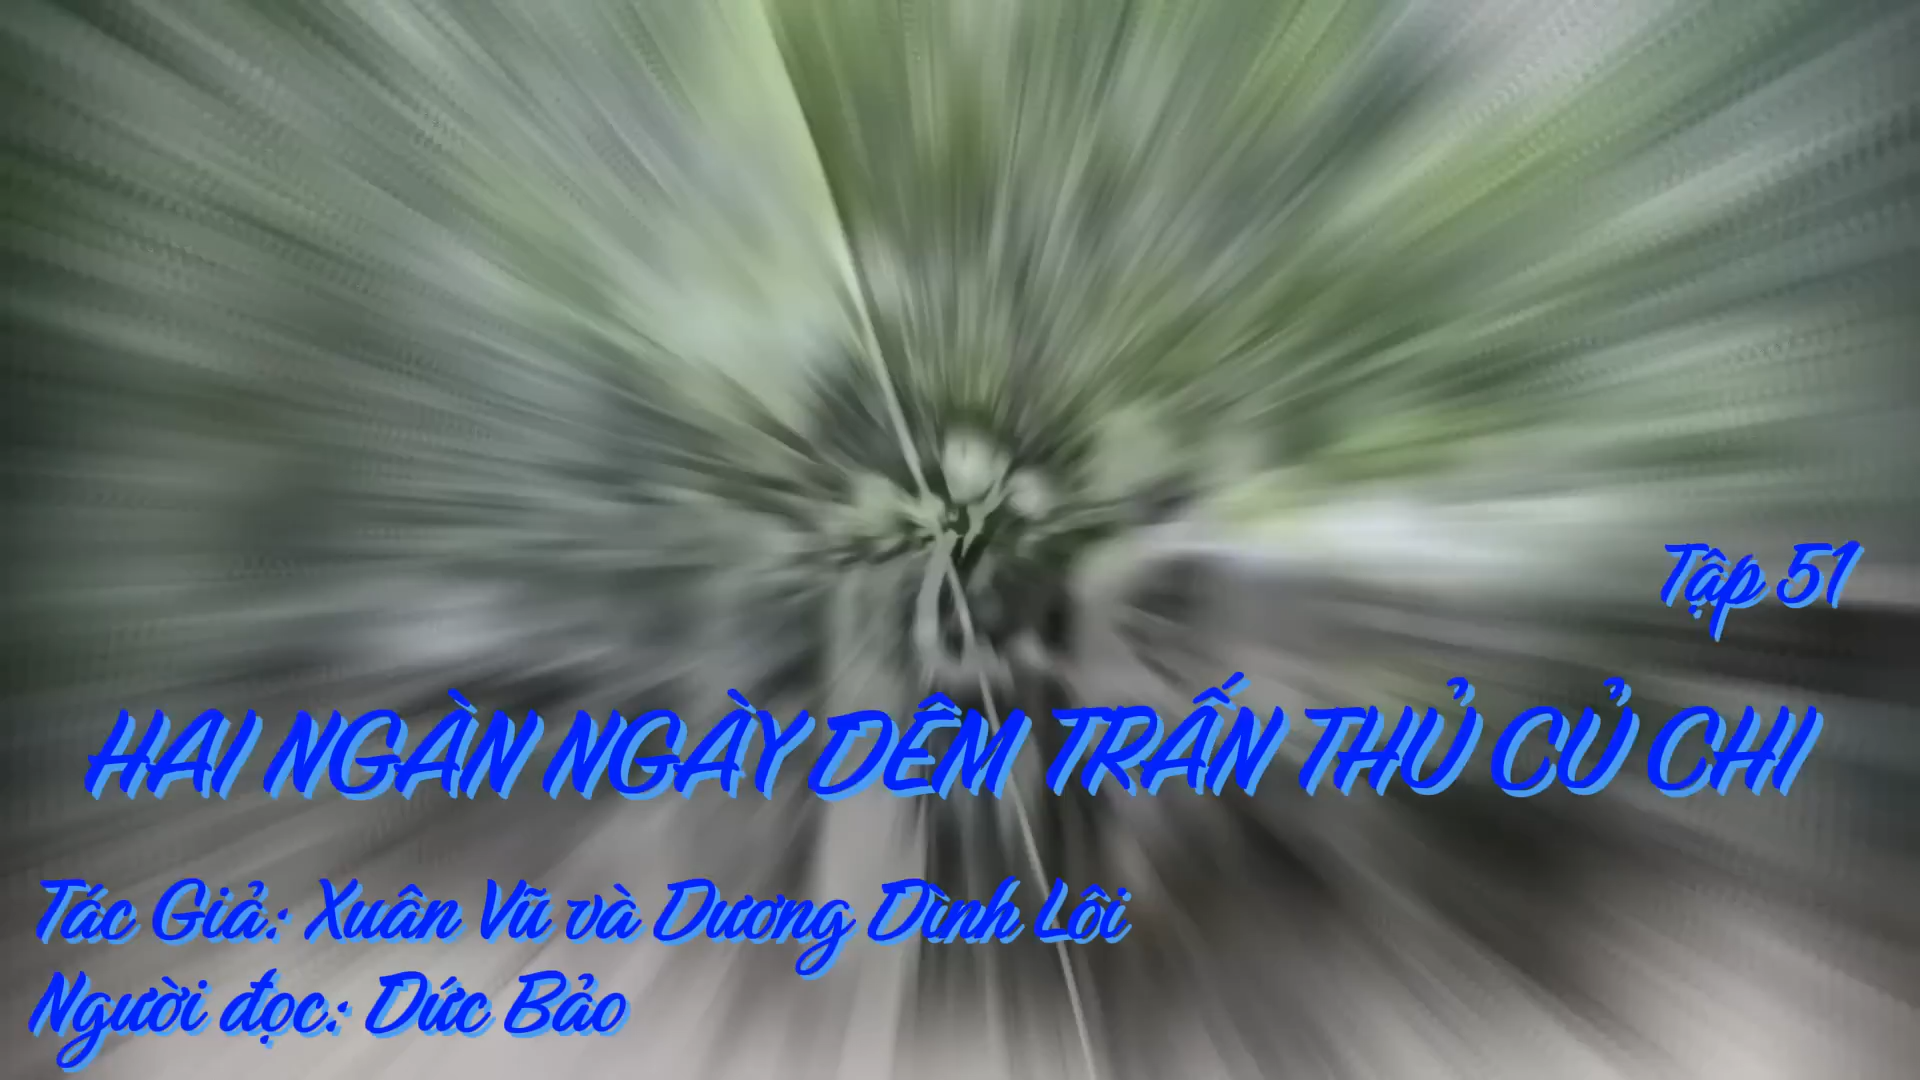 Tập 51
HAI NGÀN NGÀY ĐÊM TRẤN THỦ CỦ CHI
Tác Giả: Xuân Vũ và Dương Đình Lôi
Người đọc: Đức Bảo